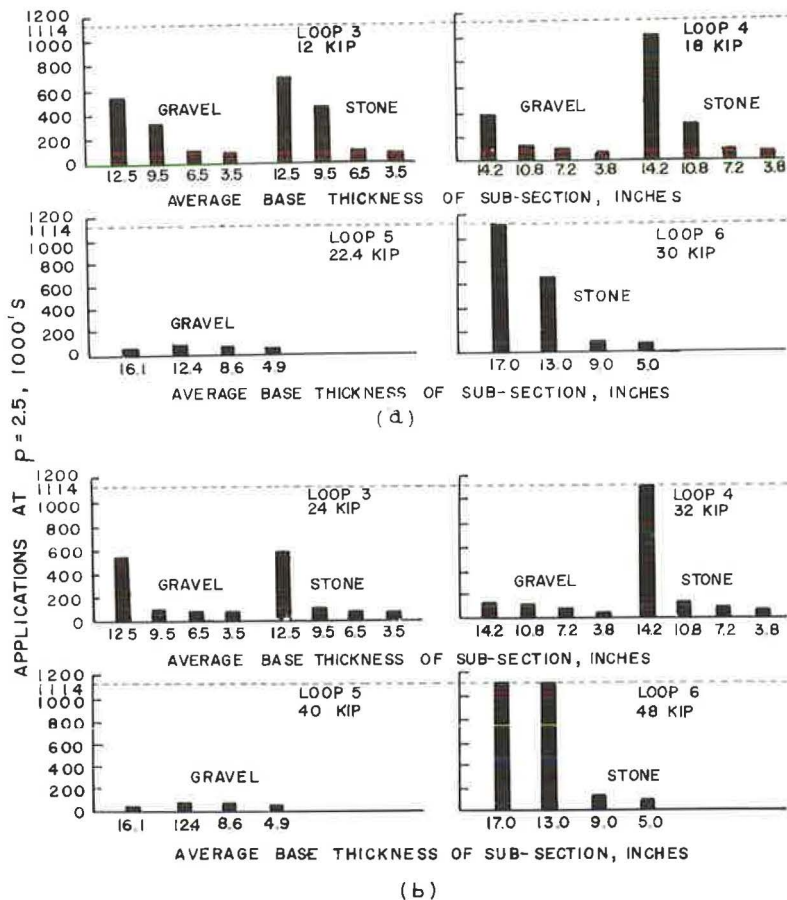 APPLICATIONS AT p = 2.5, 1000'S
1200
1114
1000
800
600
400
200
0
LOOP 3
12 KIP
GRAVEL
STONE
12.5 9.5 6.5 3.5 12.5 9.5 6.5 3.5
LOOP 4
18 KIP
GRAVEL
STONE
14.2 10.8 7.2 3.8 14.2 10.8 7.2 3.8
AVERAGE BASE THICKNESS OF SUB-SECTION, INCHES
1200
1114
1000
800
600
400
200
0
LOOP 5
22.4 KIP
GRAVEL
16.1 12.4 8.6 4.9
LOOP 6
30 KIP
STONE
17.0 13.0 9.0 5.0
AVERAGE BASE THICKNESS OF SUB-SECTION, INCHES
(a)
1200
1114
1000
800
600
400
200
0
LOOP 3
24 KIP
GRAVEL
STONE
12 5 9.5 6.5 3.5 12.5 9.5 6.5 3.5
LOOP 4
32 KIP
GRAVEL
STONE
14.2 10.8 7.2 3.8 14.2 10.8 7.2 3.8
AVERAGE BASE THICKNESS OF SUB-SECTION, INCHES
1200
1114
1000
800
600
400
200
0
LOOP 5
40 KIP
GRAVEL
16.1 124 8.6 4.9
LOOP 6
48 KIP
STONE
17.0 13.0 9.0 5.0
AVERAGE BASE THICKNESS OF SUB-SECTION, INCHES
(b)